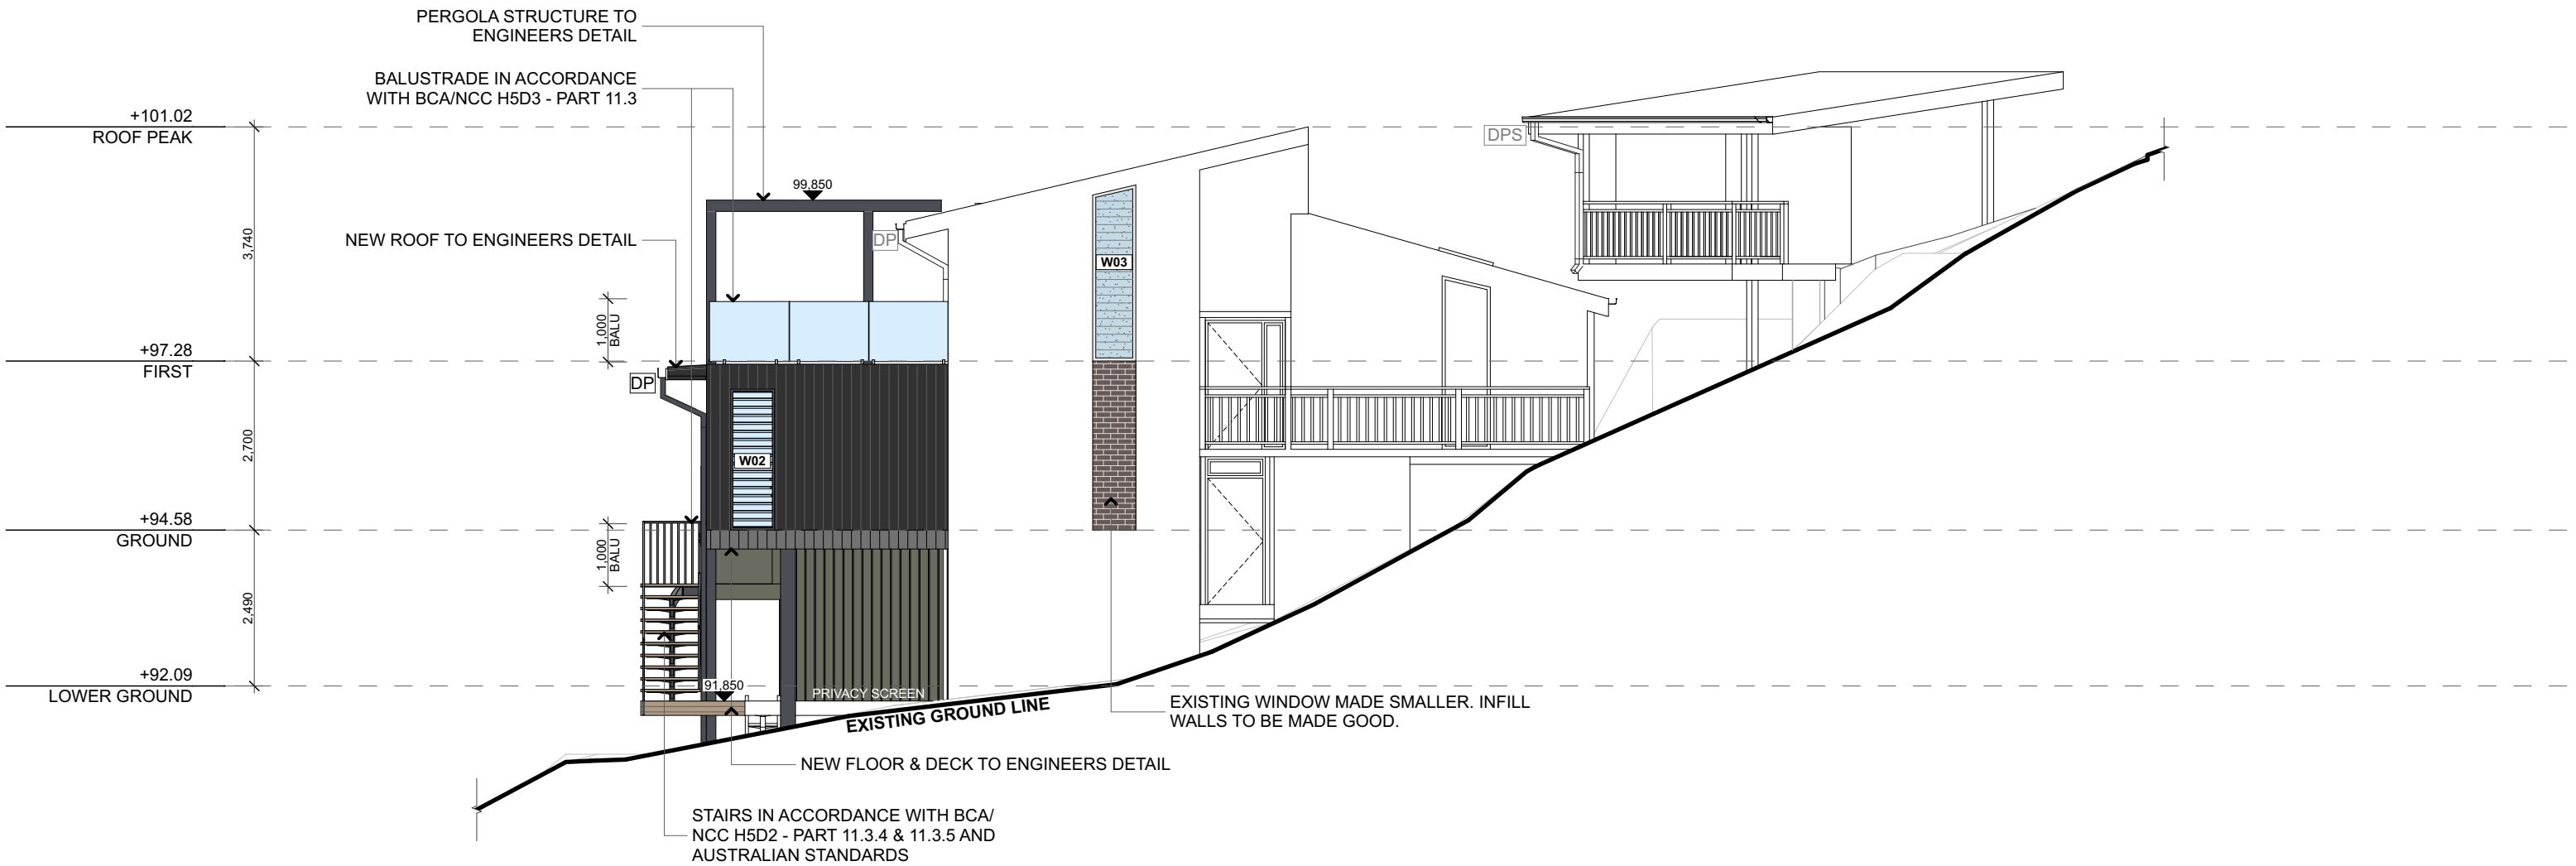 PERGOLA STRUCTURE TO
ENGINEERS DETAIL
BALUSTRADE IN ACCORDANCE
WITH BCA/NCC H5D3 - PART 11.3
+101.02
ROOF PEAK
DPS
99,850
NEW ROOF TO ENGINEERS DETAIL
DP
3,740
W03
1,000
BALU
+97.28
FIRST
DP
2,700
W02
+94.58
GROUND
1,000
BALU
2,490
+92.09
LOWER GROUND
91,850
PRIVACY SCREEN
EXISTING GROUND LINE
EXISTING WINDOW MADE SMALLER. INFILL
WALLS TO BE MADE GOOD.
NEW FLOOR & DECK TO ENGINEERS DETAIL
STAIRS IN ACCORDANCE WITH BCA/
NCC H5D2 - PART 11.3.4 & 11.3.5 AND
AUSTRALIAN STANDARDS